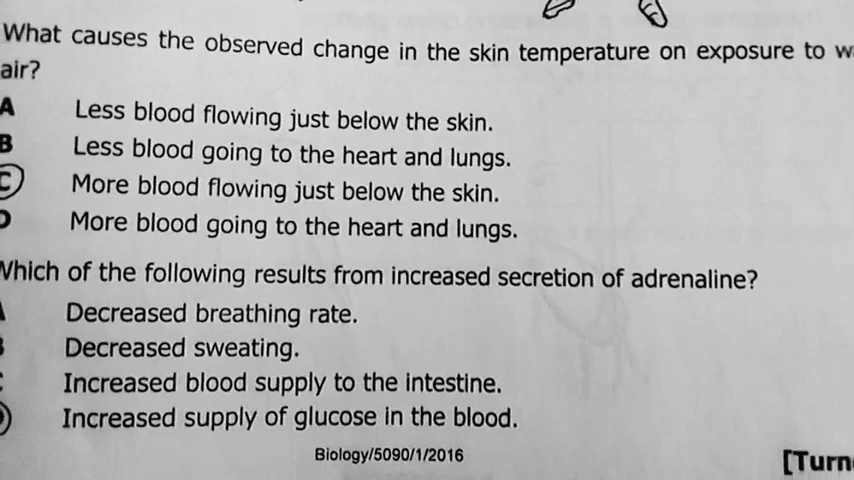 What causes the observed change in the skin temperature on exposure to
air?
A Less blood flowing just below the skin.
B Less blood going to the heart and lungs.
C More blood flowing just below the skin.
D More blood going to the heart and lungs.
Which of the following results from increased secretion of adrenaline?
Decreased breathing rate.
Decreased sweating.
Increased blood supply to the intestine.
Increased supply of glucose in the blood.
Biology/5090/1/2016
[Turn